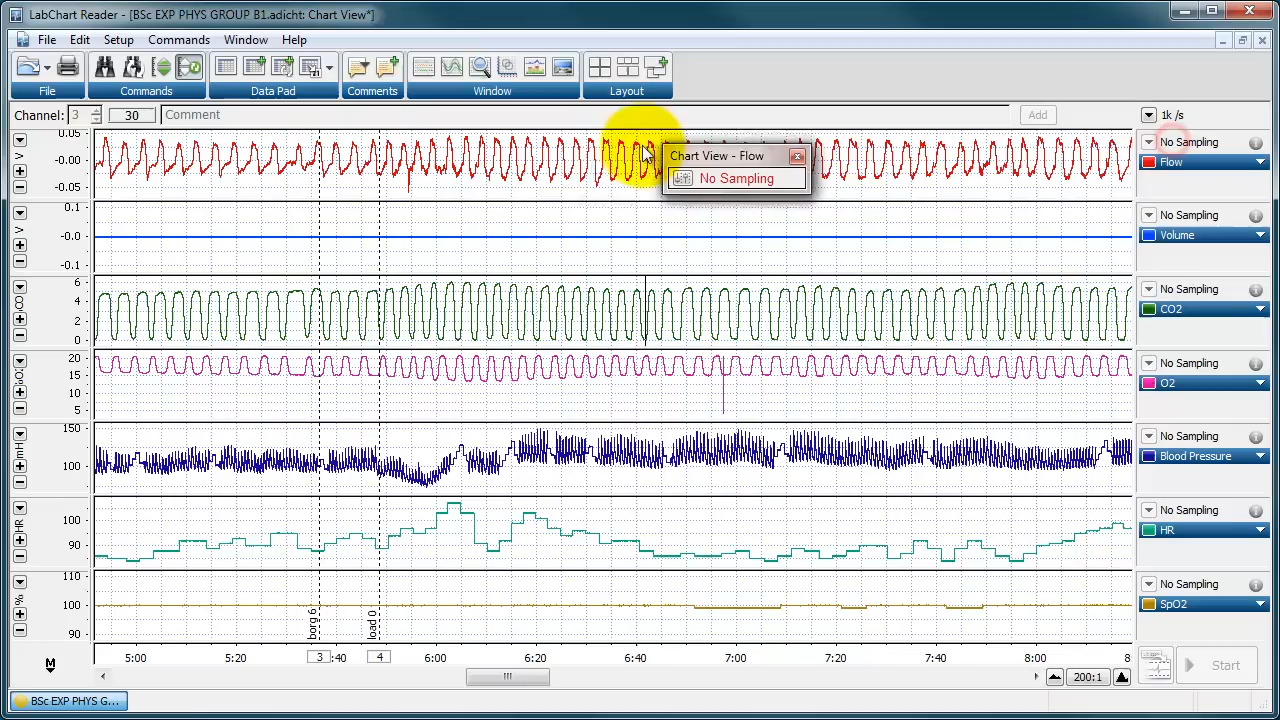 LabChart Reader - [BSc EXP PHYS GROUP B1.adicht: Chart View*]
File Edit Setup Commands Window Help
File Commands Data Pad Comments Window Layout
Channel: 3 30 Comment Add 1k /s
0.05
-0.00
-0.05
No Sampling
Flow
Chart View - Flow
No Sampling
0.1
-0.0
-0.1
No Sampling
Volume
6
4
2
0
No Sampling
CO2
20
15
10
5
No Sampling
O2
150
100
mH
No Sampling
Blood Pressure
100
90
HR
No Sampling
HR
110
100
90
%
No Sampling
SpO2
borg 6
load 0
M
5:00 5:20 3 :40 4 6:00 6:20 6:40 7:00 7:20 7:40 8:00 8
200:1
Start
BSc EXP PHYS G...